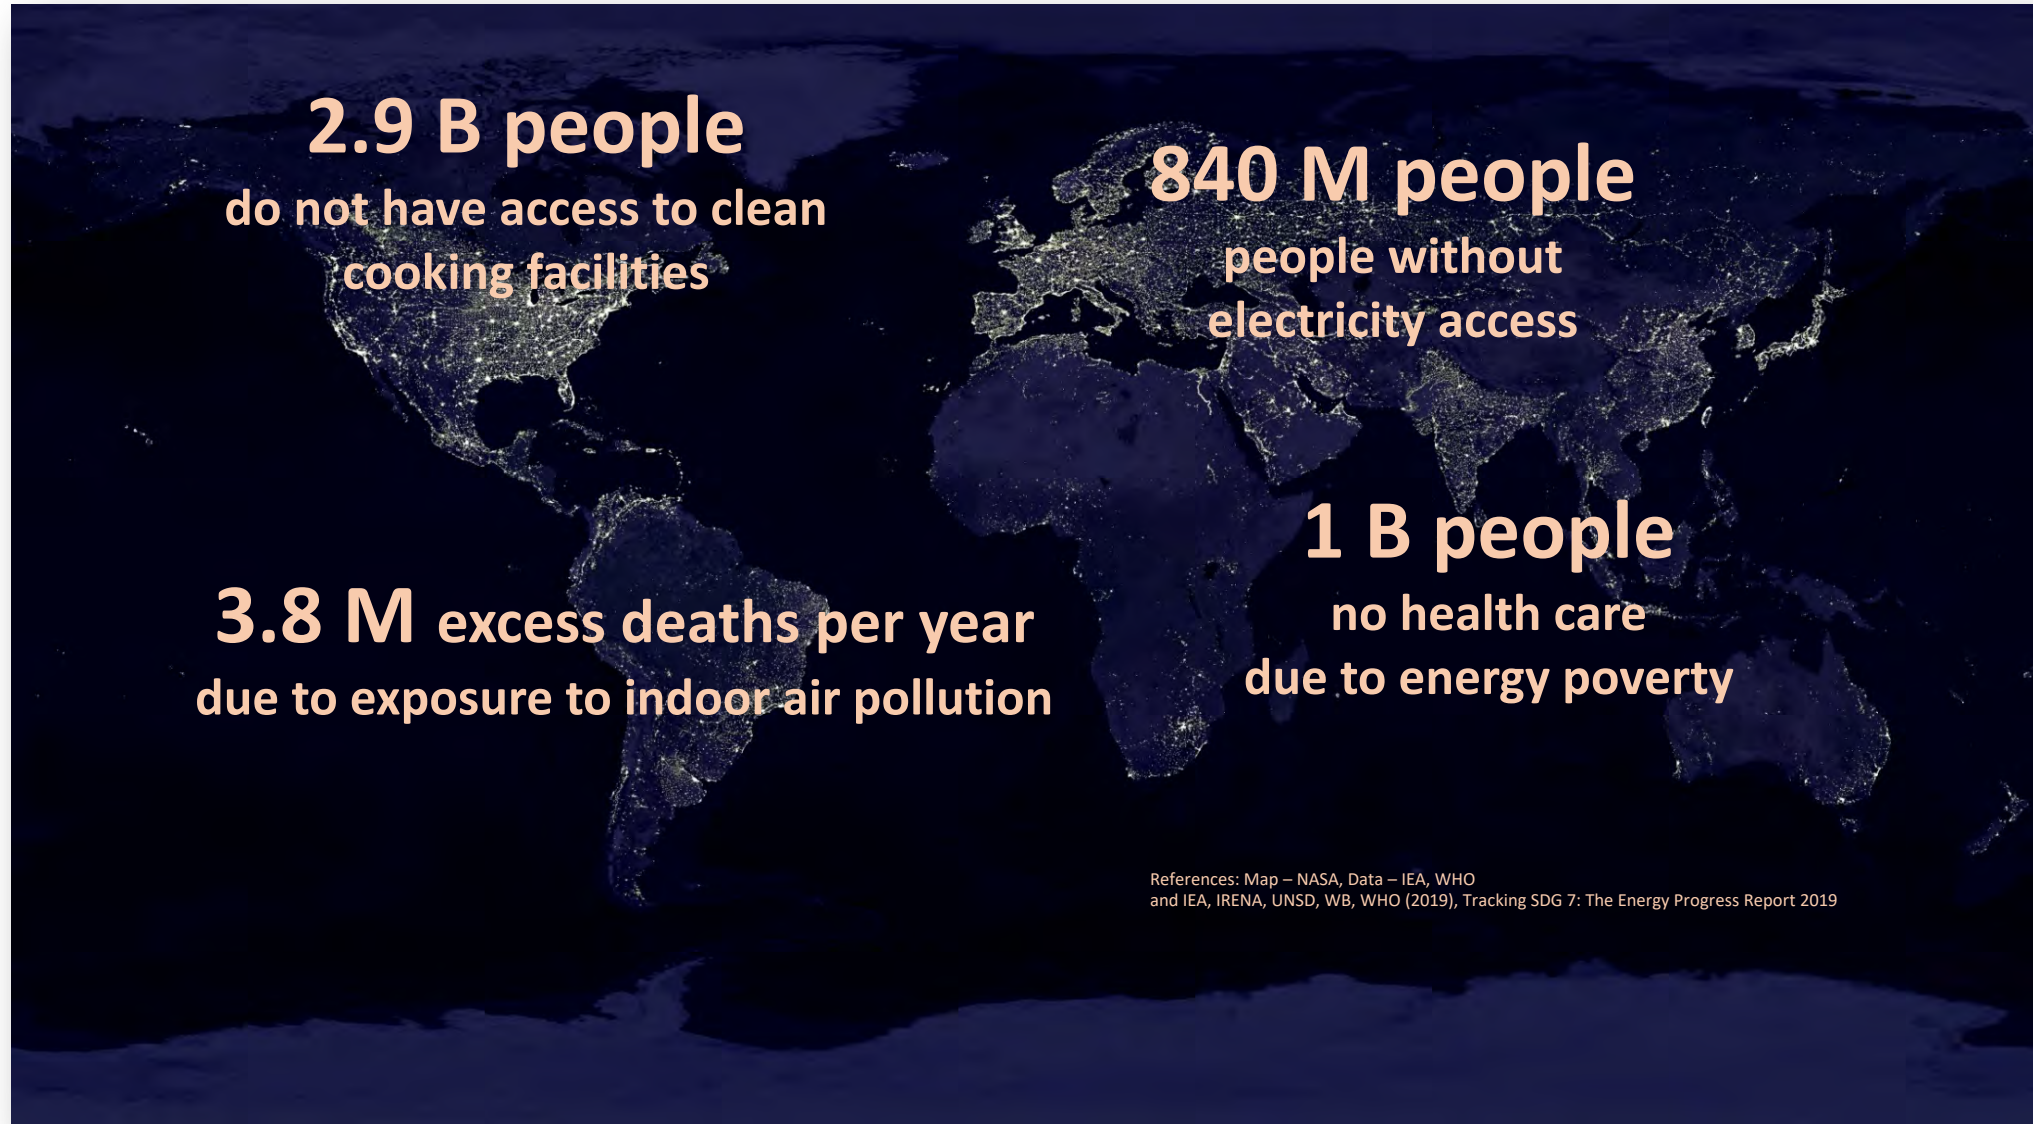 2.9 B people
do not have access to clean
cooking facilities
840 M people
people without
electricity access
3.8 M excess deaths per year
due to exposure to indoor air pollution
1 B people
no health care
due to energy poverty
References: Map – NASA, Data – IEA, WHO
and IEA, IRENA, UNSD, WB, WHO (2019), Tracking SDG 7: The Energy Progress Report 2019